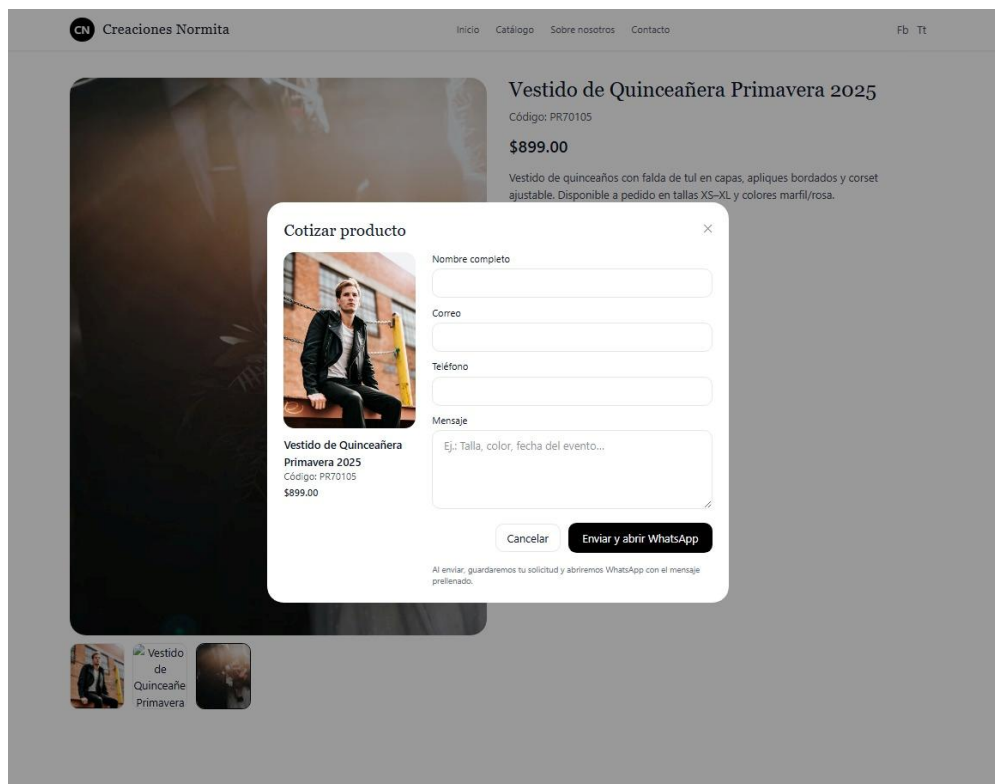 CN Creaciones Normita
Inicio Catálogo Sobre nosotros Contacto
Fb Tt
Vestido de Quinceañera Primavera 2025
Código: PR70105
$899.00
Vestido de quinceaños con falda de tul en capas, apliques bordados y corset
ajustable. Disponible a pedido en tallas XS–XL y colores marfil/rosa.
Cotizar producto
Vestido de Quinceañera
Primavera 2025
Código: PR70105
$899.00
Nombre completo
Correo
Teléfono
Mensaje
Ej.: Talla, color, fecha del evento...
Cancelar
Enviar y abrir WhatsApp
Al enviar, guardaremos tu solicitud y abriremos WhatsApp con el mensaje
prellenado.
Vestido
de
Quinceañe
Primavera